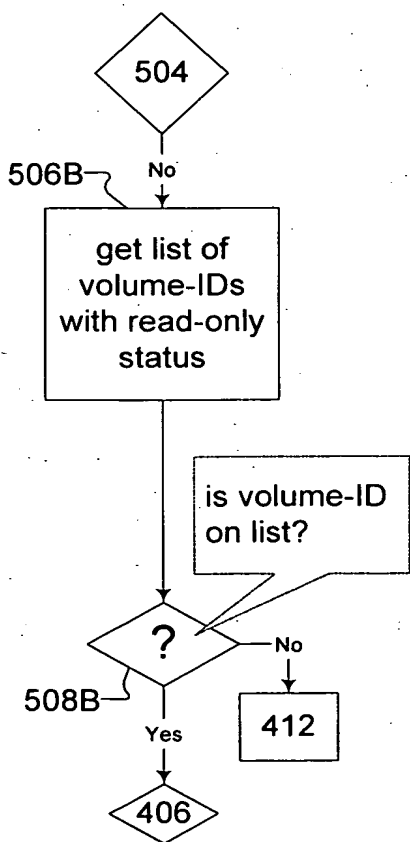 504
No
506B
get list of
volume-IDs
with read-only
status
is volume-ID
on list?
?
No
508B
Yes
412
406